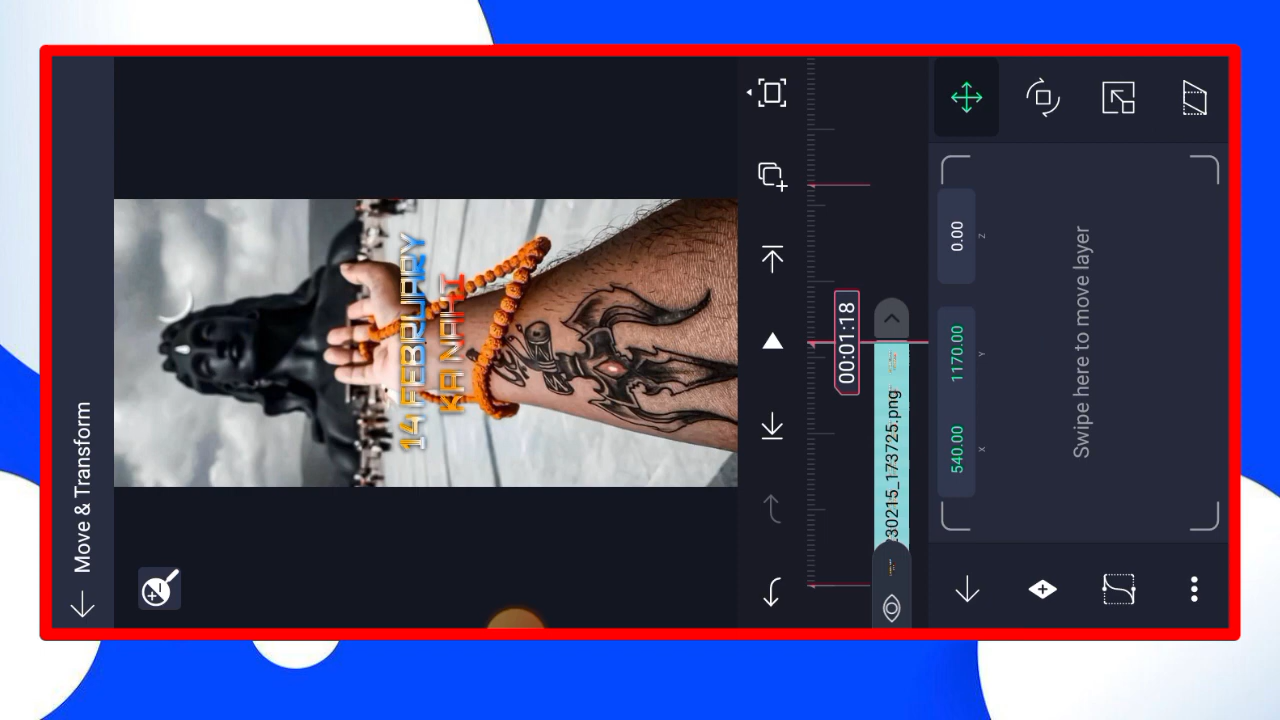 Move & Transform
14 FEBRUARY
KA NAHI
00:01:18
230215_173725.png
540.00
1170.00
0.00
X
Y
Z
Swipe here to move layer